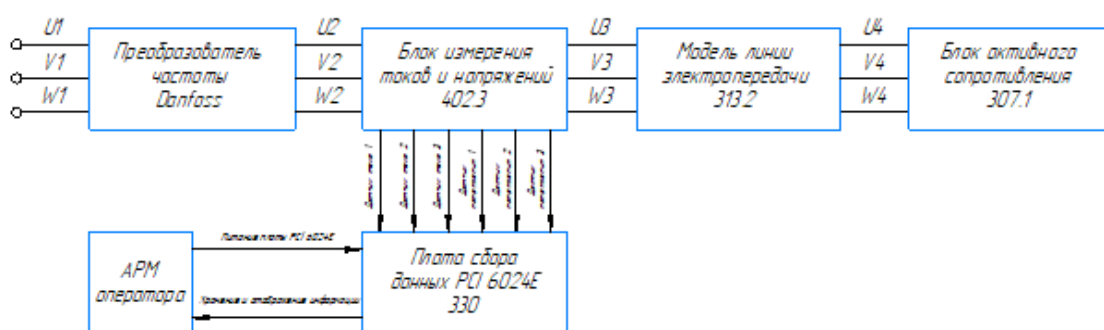 U1
V1
W1
Преобразователь
частоты
Danfoss
U2
V2
W2
Блок измерения
токов и напряжений
402.3
U3
V3
W3
Модель линии
электропередачи
313.2
U4
V4
W4
Блок активного
сопративления
307.1
Датчик тока 1
Датчик тока 2
Датчик тока 3
Датчик
напряжения 1
Датчик
напряжения 2
Датчик
напряжения 3
АРМ
оператора
Питание платы PCI 6024E
Хранение и отображение информации
Плата сбора
данных PCI 6024E
330